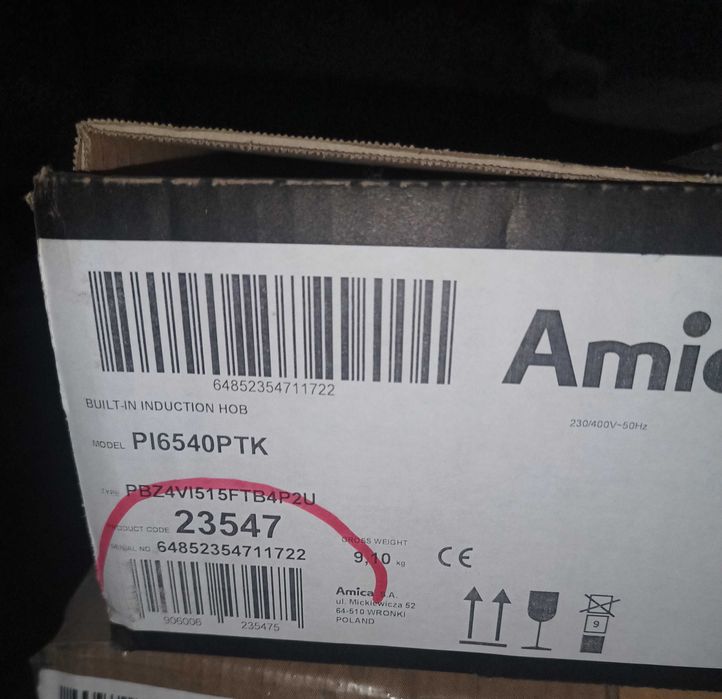 64852354711722
Amic
BUILT-IN INDUCTION HOB
230/400V~50Hz
MODEL PI6540PTK
TYPE PBZ4VI515FTB4P2U
PRODUCT CODE 23547
SERIAL NO. 64852354711722
GROSS WEIGHT
9,10 kg
CE
Amica S.A.
ul. Mickiewicza 52
64-510 WRONKI
POLAND
906006 235475
9